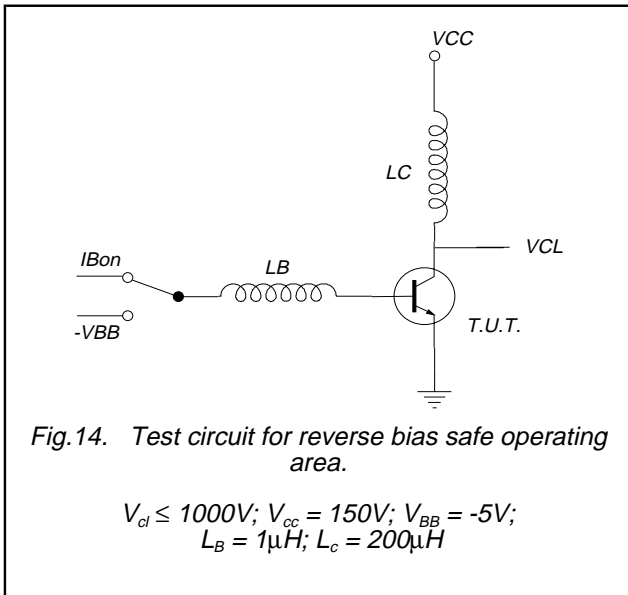 VCC
LC
VCL
IBon
LB
-VBB
T.U.T.
Fig.14. Test circuit for reverse bias safe operating
area.
Vcl ≤ 1000V; Vcc = 150V; VBB = -5V;
LB = 1μH; Lc = 200μH